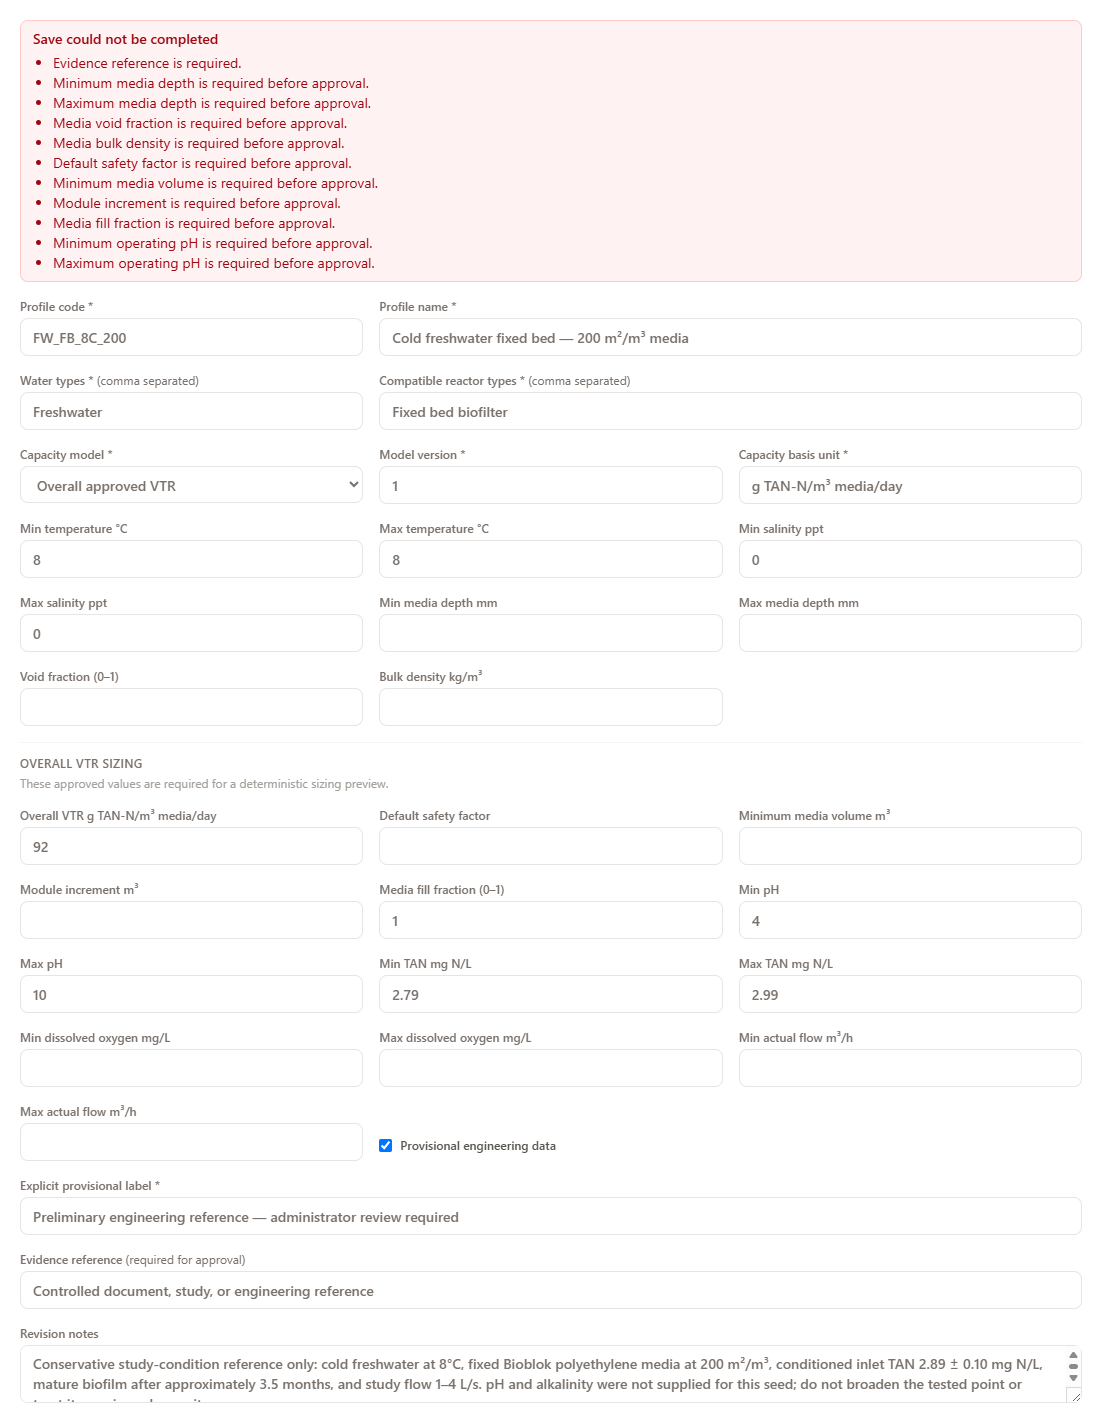 Save could not be completed
Evidence reference is required.
Minimum media depth is required before approval.
Maximum media depth is required before approval.
Media void fraction is required before approval.
Media bulk density is required before approval.
Default safety factor is required before approval.
Minimum media volume is required before approval.
Module increment is required before approval.
Media fill fraction is required before approval.
Minimum operating pH is required before approval.
Maximum operating pH is required before approval.
Profile code * Profile name *
FW_FB_8C_200 Cold freshwater fixed bed — 200 m²/m³ media
Water types * (comma separated) Compatible reactor types * (comma separated)
Freshwater Fixed bed biofilter
Capacity model * Model version * Capacity basis unit *
Overall approved VTR 1 g TAN-N/m³ media/day
Min temperature °C Max temperature °C Min salinity ppt
8 8 0
Max salinity ppt Min media depth mm Max media depth mm
0
Void fraction (0–1) Bulk density kg/m³
OVERALL VTR SIZING
These approved values are required for a deterministic sizing preview.
Overall VTR g TAN-N/m³ media/day Default safety factor Minimum media volume m³
92
Module increment m³ Media fill fraction (0–1) Min pH
1 4
Max pH Min TAN mg N/L Max TAN mg N/L
10 2.79 2.99
Min dissolved oxygen mg/L Max dissolved oxygen mg/L Min actual flow m³/h
Max actual flow m³/h
Provisional engineering data
Explicit provisional label *
Preliminary engineering reference — administrator review required
Evidence reference (required for approval)
Controlled document, study, or engineering reference
Revision notes
Conservative study-condition reference only: cold freshwater at 8°C, fixed Bioblok polyethylene media at 200 m²/m³, conditioned inlet TAN 2.89 ± 0.10 mg N/L,
mature biofilm after approximately 3.5 months, and study flow 1–4 L/s. pH and alkalinity were not supplied for this seed; do not broaden the tested point or